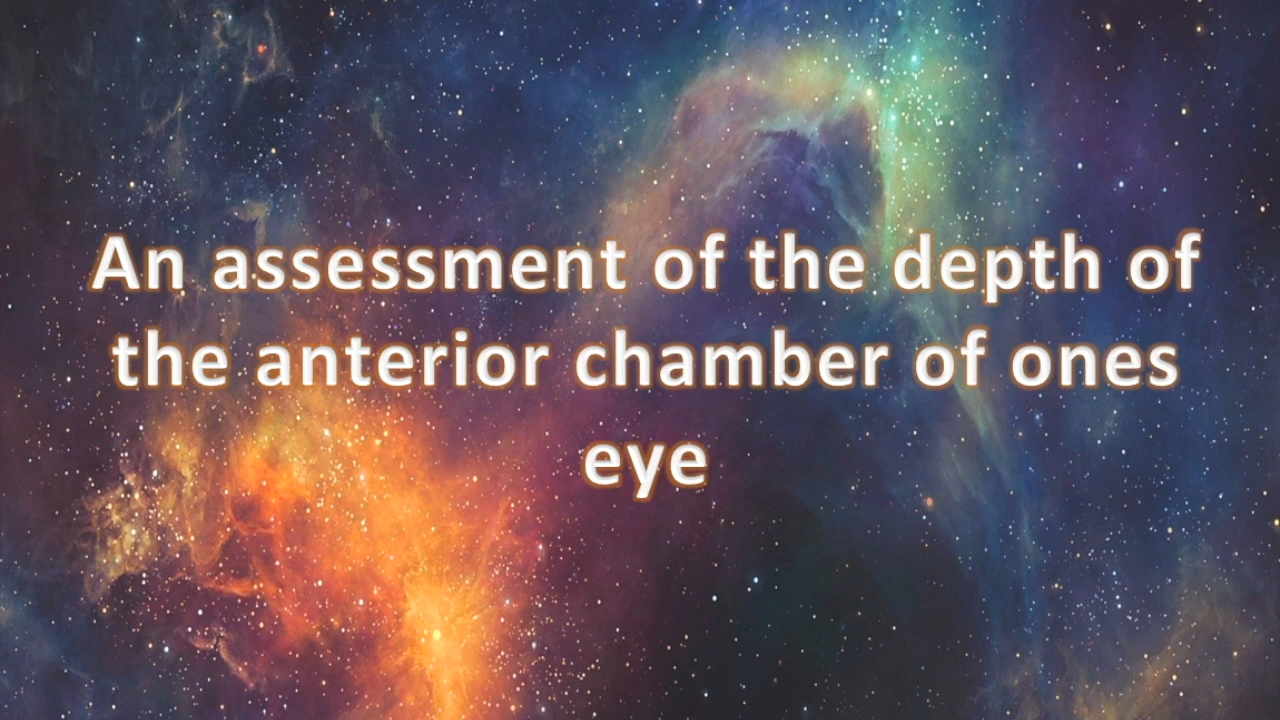 An assessment of the depth of
the anterior chamber of ones
eye